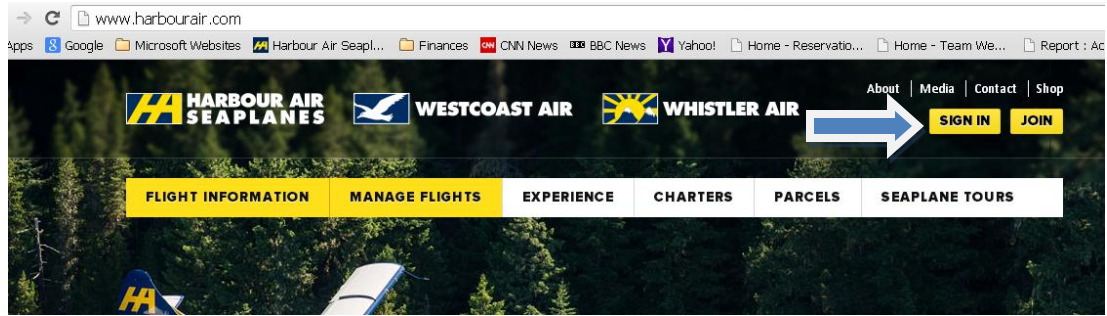 www.harbourair.com
Apps Google Microsoft Websites Harbour Air Seapl... Finances CNN News BBC News Yahoo! Home - Reservatio... Home - Team We... Report : Ac
About Media Contact Shop
HARBOUR AIR SEAPLANES WESTCOAST AIR WHISTLER AIR
SIGN IN JOIN
FLIGHT INFORMATION MANAGE FLIGHTS EXPERIENCE CHARTERS PARCELS SEAPLANE TOURS
HA